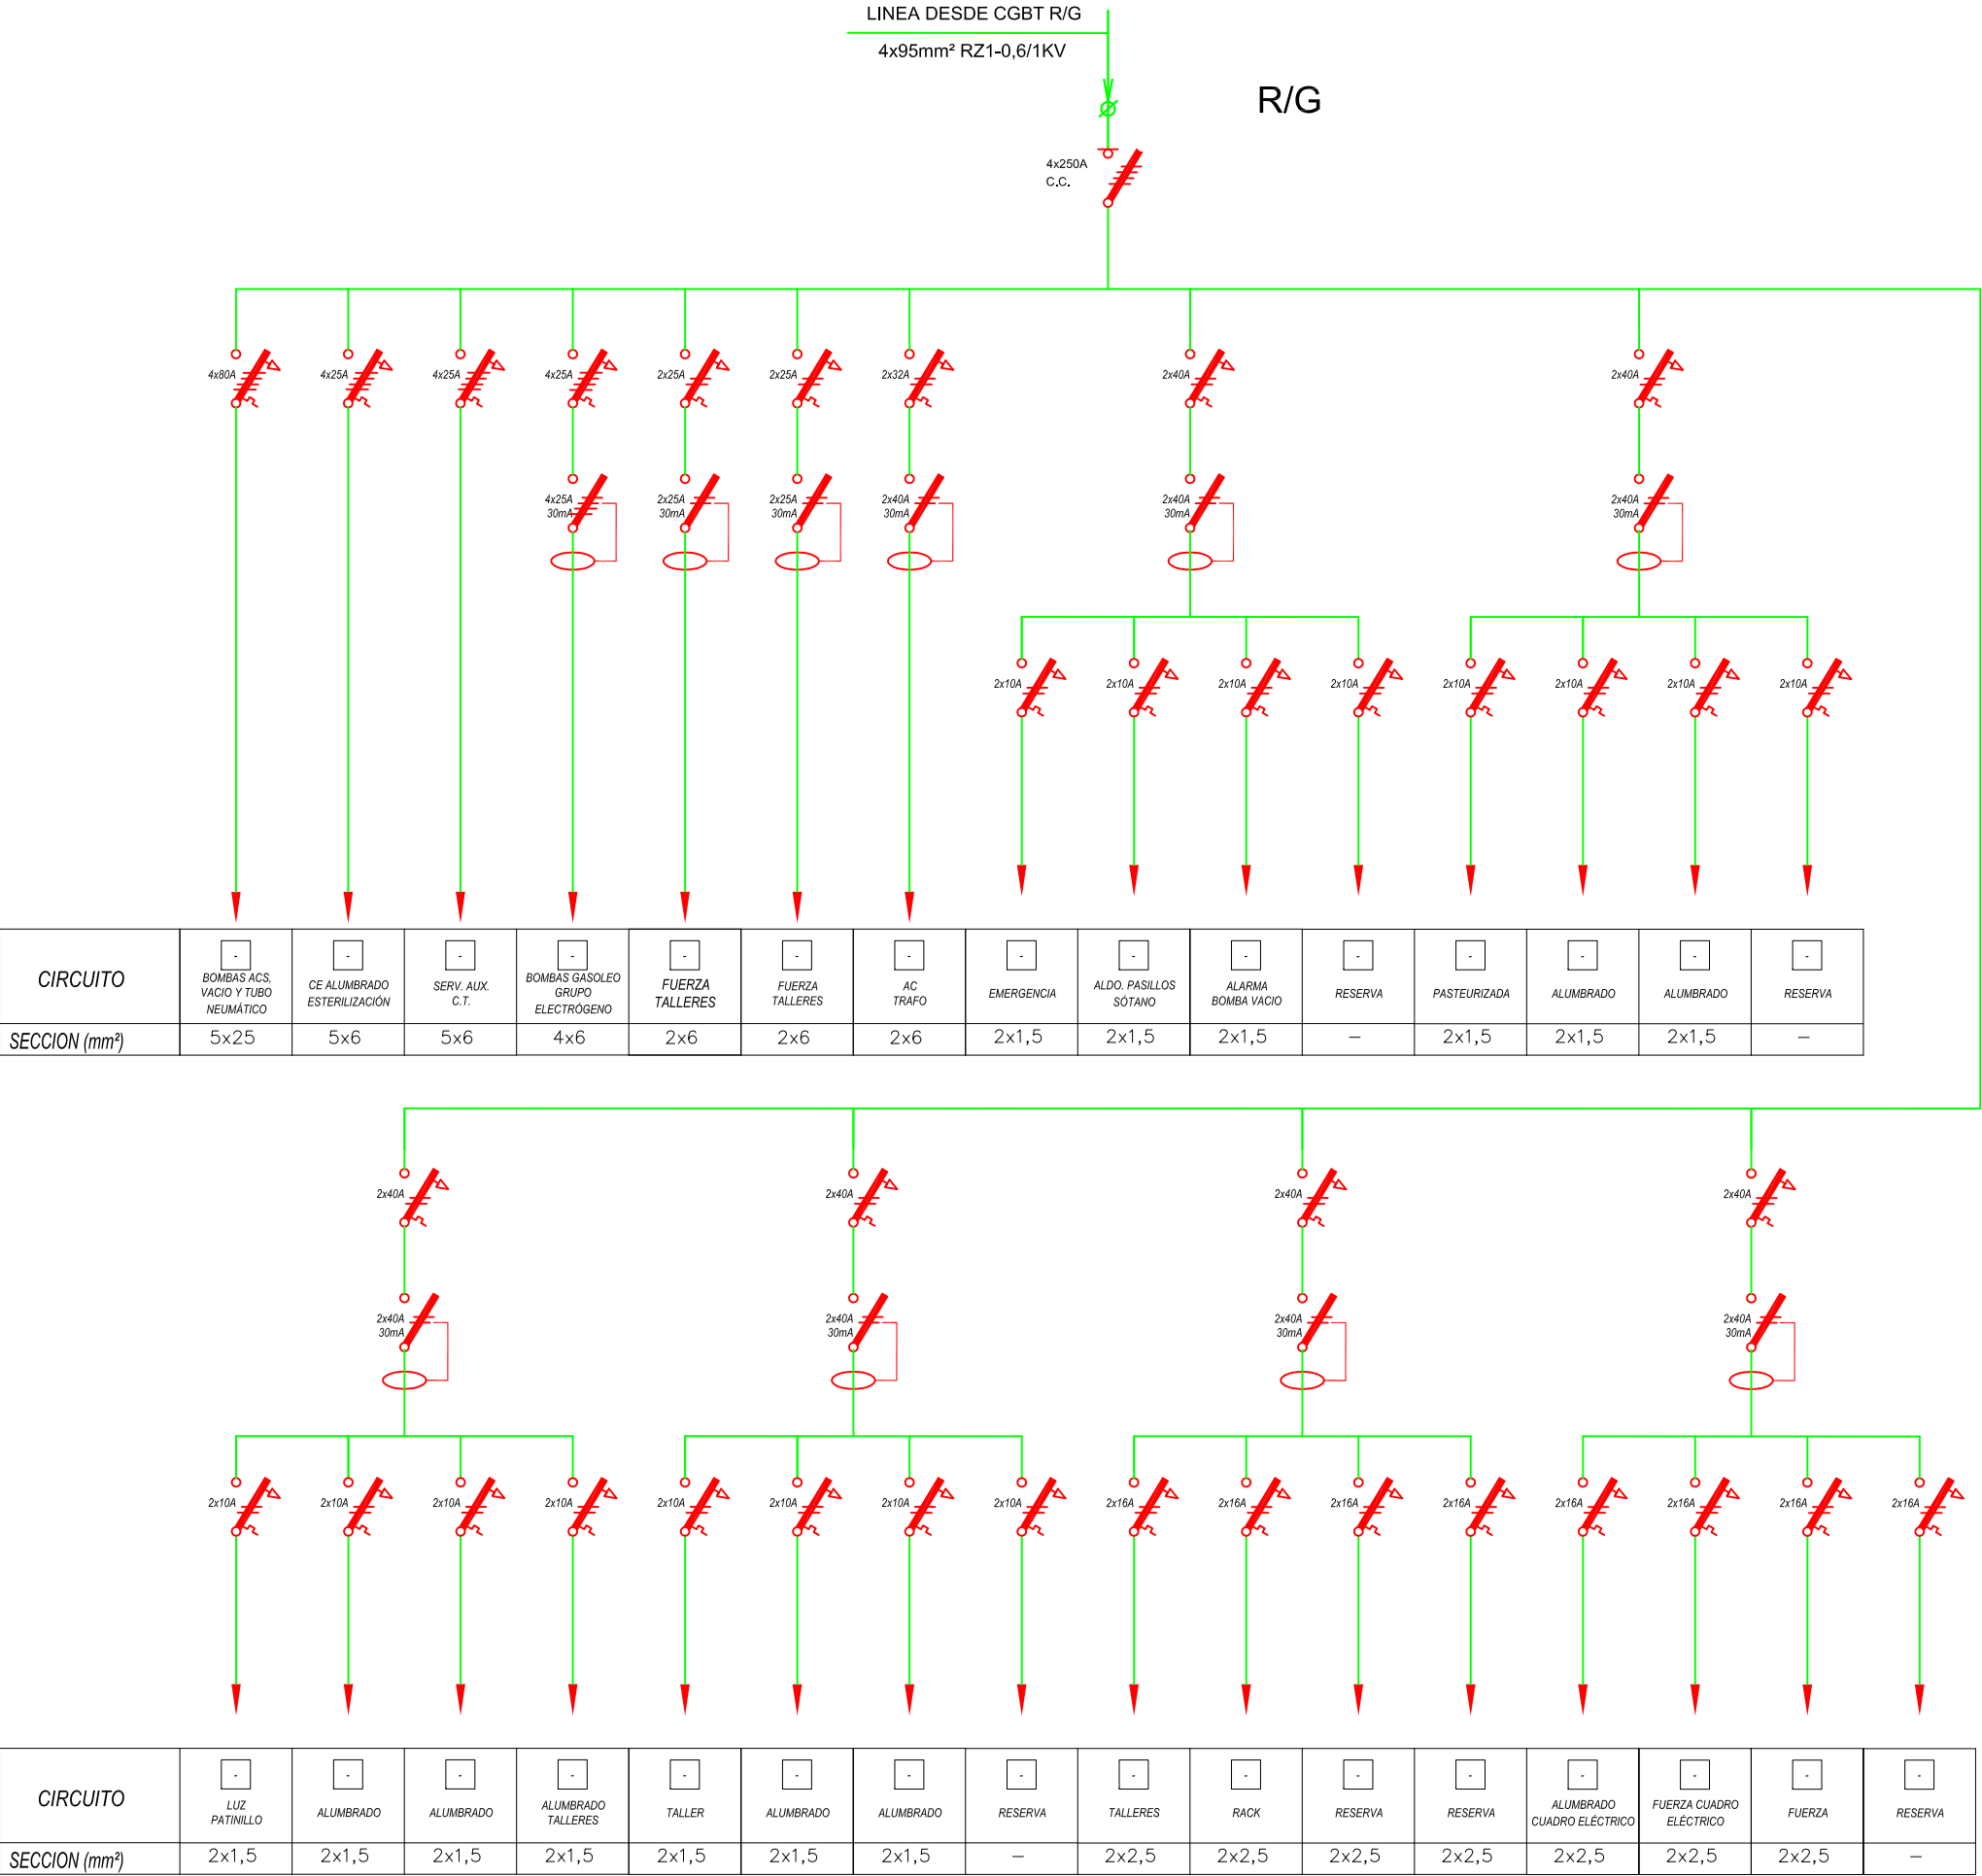 LINEA DESDE CGBT R/G
4x95mm² RZ1-0,6/1KV
R/G
4x250A
C.C.
4x80A 4x25A 4x25A 4x25A 2x25A 2x25A 2x32A 2x40A 2x40A
4x25A 2x25A 2x25A 2x40A 2x40A 2x40A
30mA 30mA 30mA 30mA 30mA 30mA
2x10A 2x10A 2x10A 2x10A 2x10A 2x10A 2x10A 2x10A
CIRCUITO
-
BOMBAS ACS,
VACIO Y TUBO
NEUMÁTICO
-
CE ALUMBRADO
ESTERILIZACIÓN
-
SERV. AUX.
C.T.
-
BOMBAS GASOLEO
GRUPO
ELECTRÓGENO
-
FUERZA
TALLERES
-
FUERZA
TALLERES
-
AC
TRAFO
-
EMERGENCIA
-
ALDO. PASILLOS
SÓTANO
-
ALARMA
BOMBA VACIO
-
RESERVA
-
PASTEURIZADA
-
ALUMBRADO
-
ALUMBRADO
-
RESERVA
SECCION (mm²) 5x25 5x6 5x6 4x6 2x6 2x6 2x6 2x1,5 2x1,5 2x1,5 – 2x1,5 2x1,5 2x1,5 –
2x40A 2x40A 2x40A 2x40A
2x40A 2x40A 2x40A 2x40A
30mA 30mA 30mA 30mA
2x10A 2x10A 2x10A 2x10A 2x10A 2x10A 2x10A 2x10A 2x16A 2x16A 2x16A 2x16A 2x16A 2x16A 2x16A 2x16A
CIRCUITO
-
LUZ
PATINILLO
-
ALUMBRADO
-
ALUMBRADO
-
ALUMBRADO
TALLERES
-
TALLER
-
ALUMBRADO
-
ALUMBRADO
-
RESERVA
-
TALLERES
-
RACK
-
RESERVA
-
RESERVA
-
ALUMBRADO
CUADRO ELÉCTRICO
-
FUERZA CUADRO
ELÉCTRICO
-
FUERZA
-
RESERVA
SECCION (mm²) 2x1,5 2x1,5 2x1,5 2x1,5 2x1,5 2x1,5 2x1,5 – 2x2,5 2x2,5 2x2,5 2x2,5 2x2,5 2x2,5 2x2,5 –